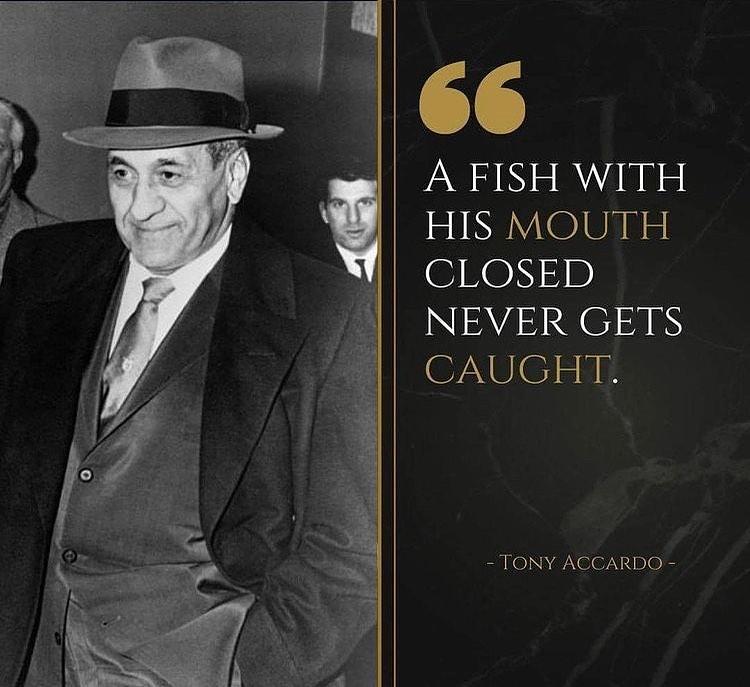 “
A FISH WITH
HIS MOUTH
CLOSED
NEVER GETS
CAUGHT.
- TONY ACCARDO -